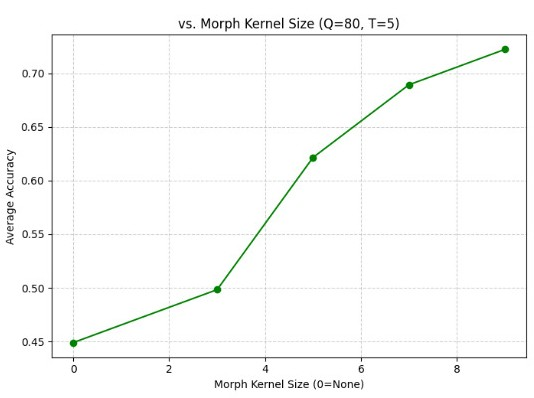 vs. Morph Kernel Size (Q=80, T=5)
Average Accuracy
0.70
0.65
0.60
0.55
0.50
0.45
0 2 4 6 8
Morph Kernel Size (0=None)